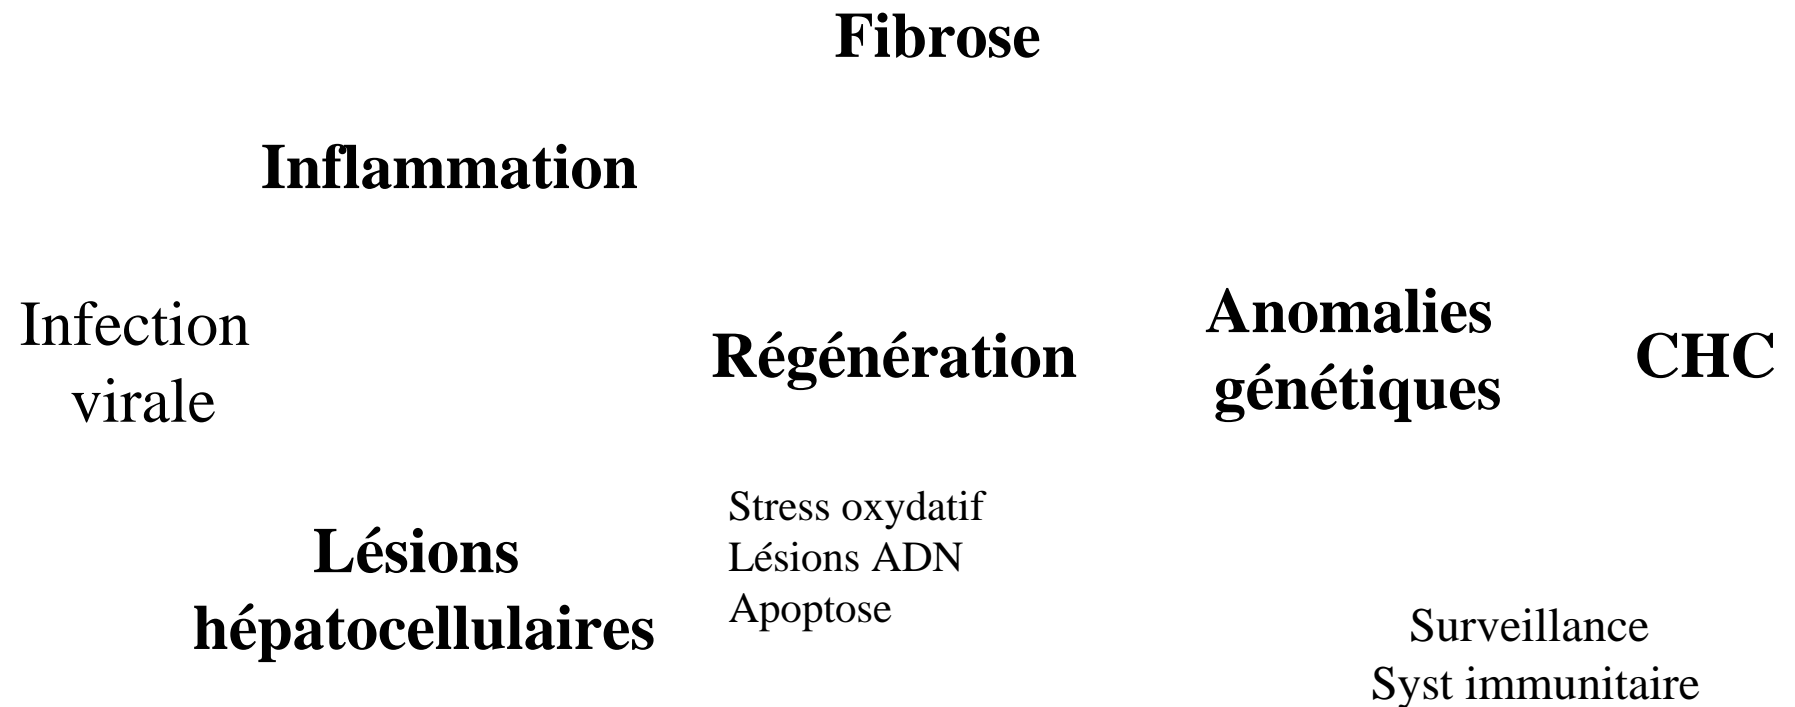 Fibrose
Inflammation
Infection
virale
Régénération
Anomalies
génétiques
CHC
Stress oxydatif
Lésions ADN
Apoptose
Lésions
hépatocellulaires
Surveillance
Syst immunitaire